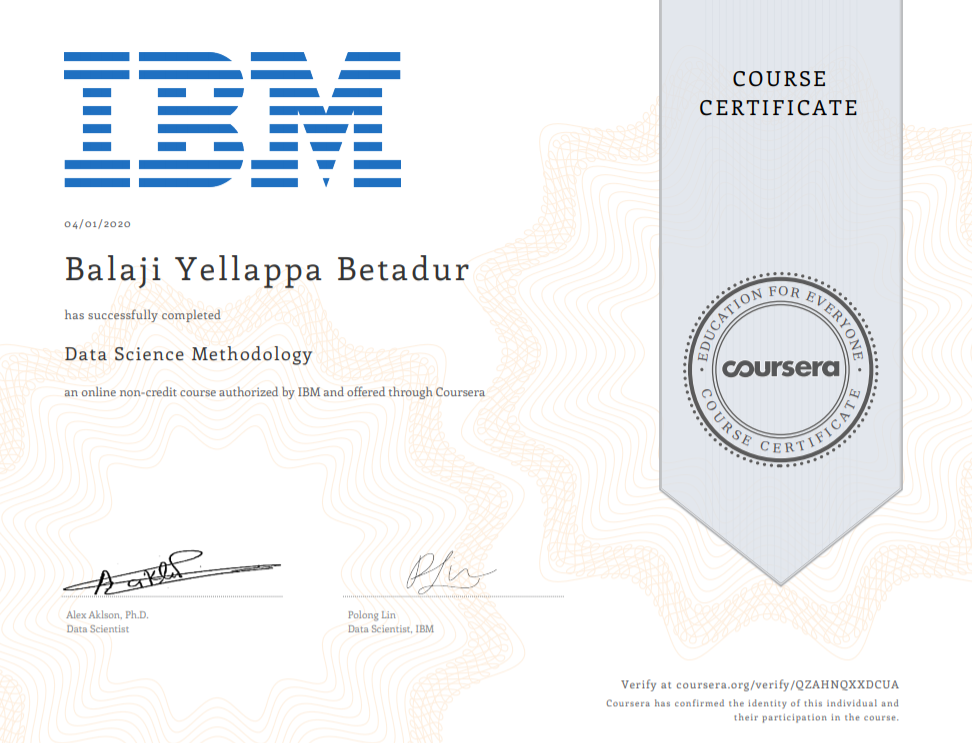 IBM
COURSE
CERTIFICATE
04/01/2020
Balaji Yellappa Betadur
has successfully completed
Data Science Methodology
an online non-credit course authorized by IBM and offered through Coursera
EDUCATION FOR EVERYONE
coursera
COURSE CERTIFICATE
Alex Aklson, Ph.D.
Data Scientist
Polong Lin
Data Scientist, IBM
Verify at coursera.org/verify/QZAHNQXXDCUA
Coursera has confirmed the identity of this individual and
their participation in the course.